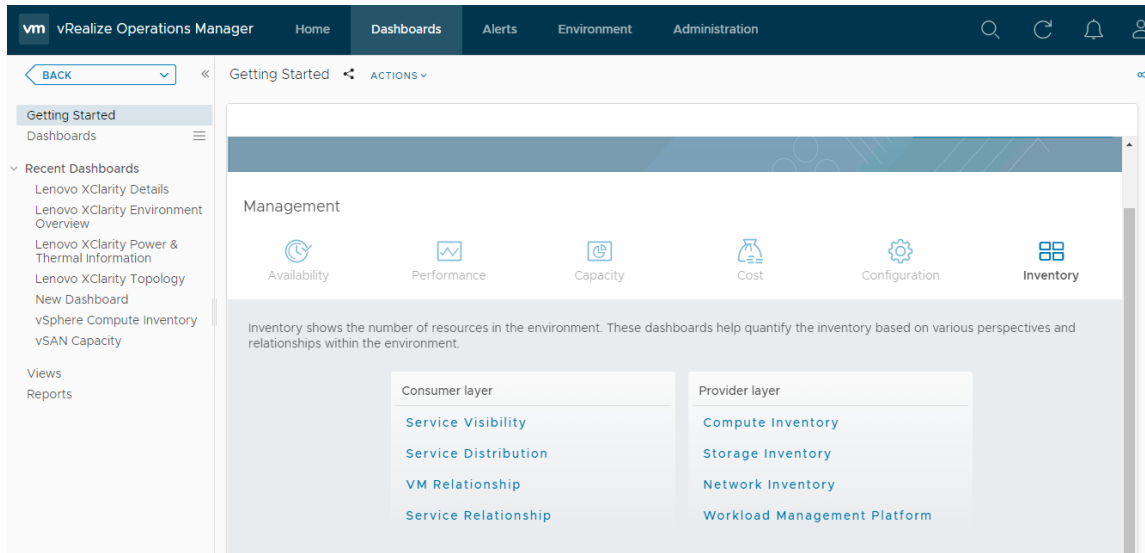 vm vRealize Operations Manager Home Dashboards Alerts Environment Administration
BACK
Getting Started ACTIONS
Getting Started
Dashboards
Recent Dashboards
Lenovo XClarity Details
Lenovo XClarity Environment
Overview
Lenovo XClarity Power &
Thermal Information
Lenovo XClarity Topology
New Dashboard
vSphere Compute Inventory
vSAN Capacity
Views
Reports
Management
Availability Performance Capacity Cost Configuration Inventory
Inventory shows the number of resources in the environment. These dashboards help quantify the inventory based on various perspectives and
relationships within the environment.
Consumer layer
Service Visibility
Service Distribution
VM Relationship
Service Relationship
Provider layer
Compute Inventory
Storage Inventory
Network Inventory
Workload Management Platform